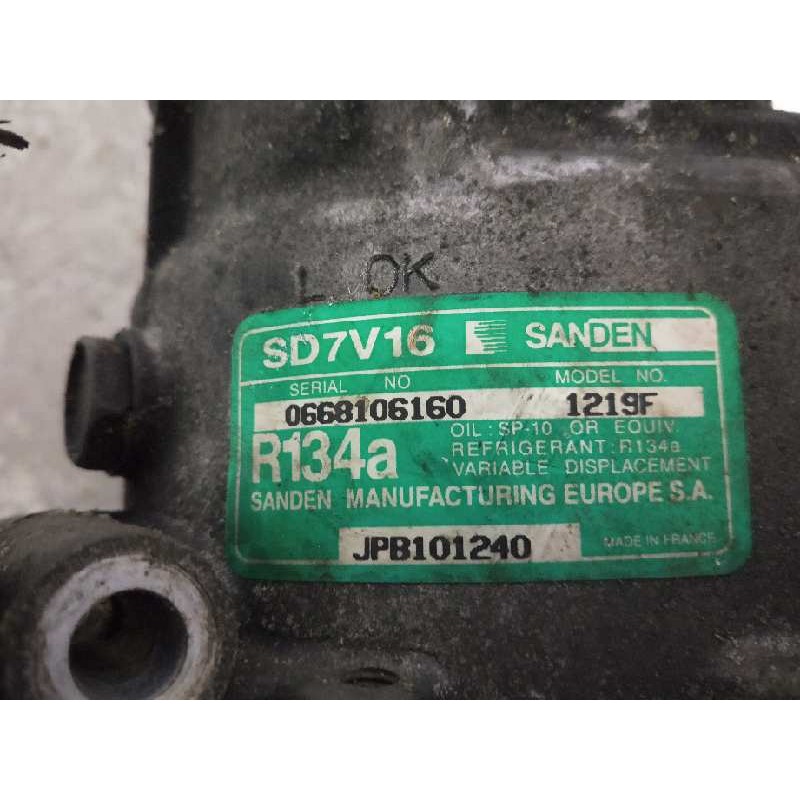 L OK
SD7V16 SANDEN
SERIAL NO MODEL NO.
0668106160 1219F
R134a
OIL : SP-10 OR EQUIV.
REFRIGERANT : R134a
VARIABLE DISPLACEMENT
SANDEN MANUFACTURING EUROPE S.A.
JPB101240 MADE IN FRANCE